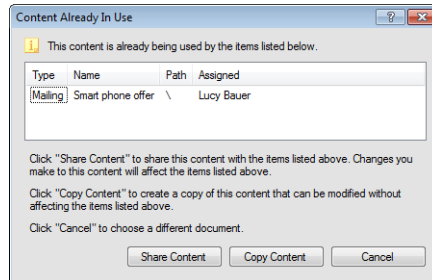 Content Already In Use
This content is already being used by the items listed below.
Type Name Path Assigned
Mailing Smart phone offer \ Lucy Bauer
Click "Share Content" to share this content with the items listed above. Changes you
make to this content will affect the items listed above.
Click "Copy Content" to create a copy of this content that can be modified without
affecting the items listed above.
Click "Cancel" to choose a different document.
Share Content Copy Content Cancel